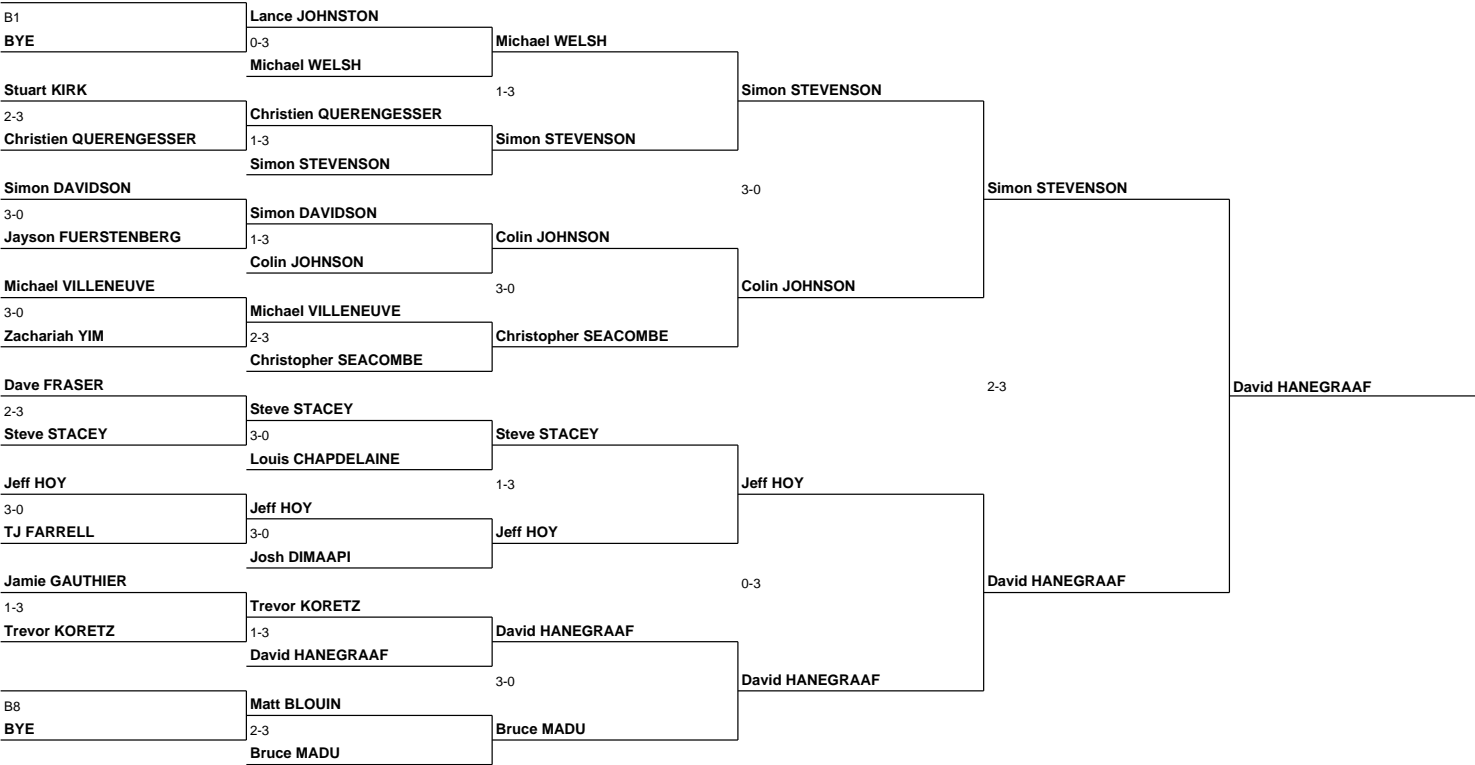 B1
BYE
Stuart KIRK
2-3
Christien QUERENGESSER
Simon DAVIDSON
3-0
Jayson FUERSTENBERG
Michael VILLENEUVE
3-0
Zachariah YIM
Dave FRASER
2-3
Steve STACEY
Jeff HOY
3-0
TJ FARRELL
Jamie GAUTHIER
1-3
Trevor KORETZ
B8
BYE
Lance JOHNSTON
0-3
Michael WELSH
Christien QUERENGESSER
1-3
Simon STEVENSON
Simon DAVIDSON
1-3
Colin JOHNSON
Michael VILLENEUVE
2-3
Christopher SEACOMBE
Steve STACEY
3-0
Louis CHAPDELAINE
Jeff HOY
3-0
Josh DIMAAPI
Trevor KORETZ
1-3
David HANEGRAAF
Matt BLOUIN
2-3
Bruce MADU
Michael WELSH
1-3
Simon STEVENSON
Colin JOHNSON
3-0
Christopher SEACOMBE
Steve STACEY
1-3
Jeff HOY
David HANEGRAAF
3-0
Bruce MADU
Simon STEVENSON
3-0
Colin JOHNSON
Jeff HOY
0-3
David HANEGRAAF
Simon STEVENSON
2-3
David HANEGRAAF
David HANEGRAAF